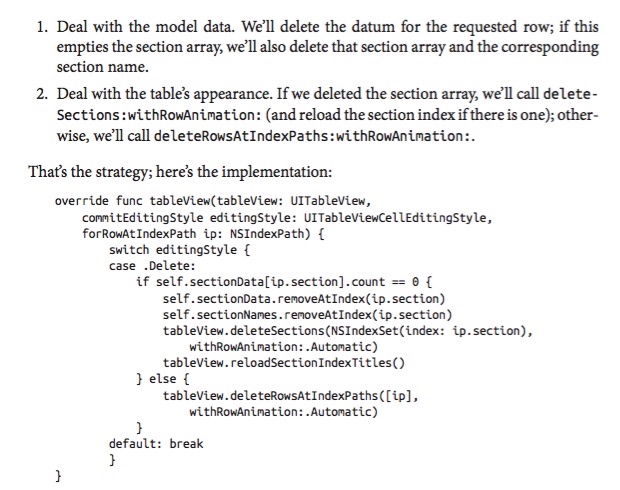 1. Deal with the model data. We'll delete the datum for the requested row; if this
empties the section array, we'll also delete that section array and the corresponding
section name.
2. Deal with the table's appearance. If we deleted the section array, we'll call delete-
Sections:withRowAnimation: (and reload the section index if there is one); other-
wise, we'll call deleteRowsAtIndexPaths:withRowAnimation:.
That's the strategy; here's the implementation:
override func tableView(tableView: UITableView,
commitEditingStyle editingStyle: UITableViewCellEditingStyle,
forRowAtIndexPath ip: NSIndexPath) {
switch editingStyle {
case .Delete:
if self.sectionData[ip.section].count == 0 {
self.sectionData.removeAtIndex(ip.section)
self.sectionNames.removeAtIndex(ip.section)
tableView.deleteSections(NSIndexSet(index: ip.section),
withRowAnimation:.Automatic)
tableView.reloadSectionIndexTitles()
} else {
tableView.deleteRowsAtIndexPaths([ip],
withRowAnimation:.Automatic)
}
default: break
}
}